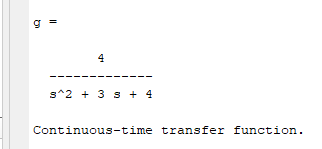 g =
4
-------------
s^2 + 3 s + 4
Continuous-time transfer function.